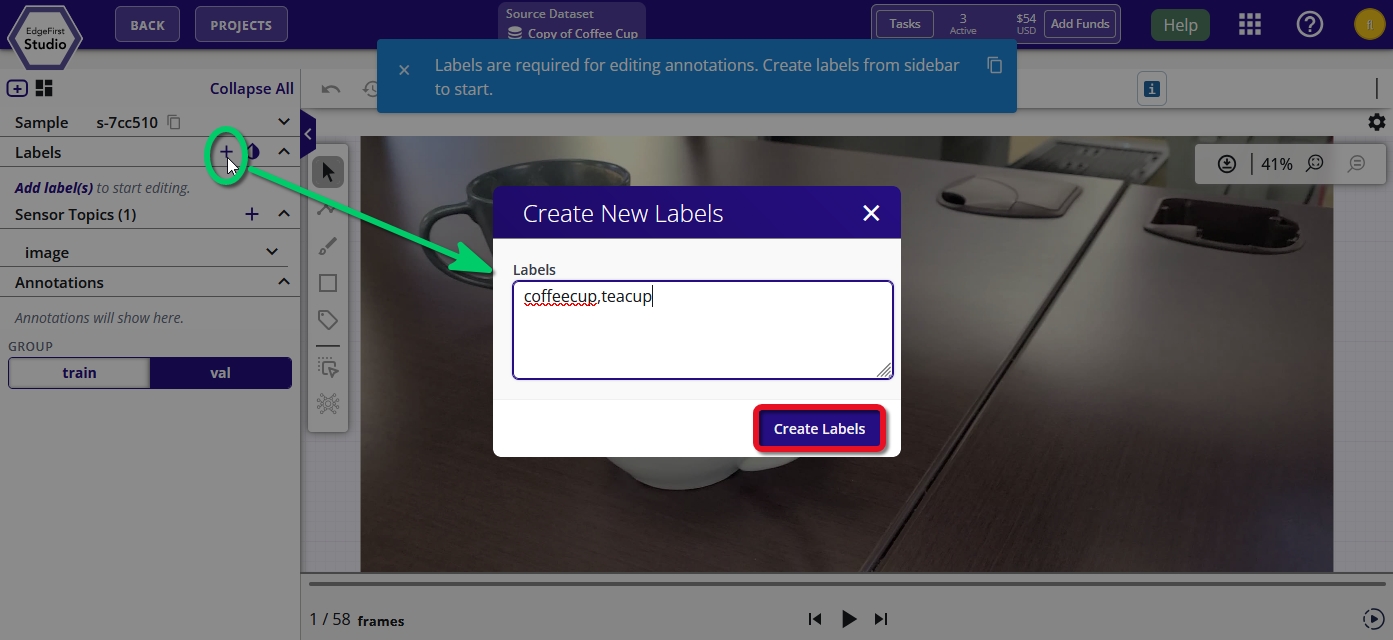 EdgeFirst
Studio
BACK
PROJECTS
Source Dataset
Copy of Coffee Cup
Tasks
3
Active
$54
USD
Add Funds
Help
fl
Labels are required for editing annotations. Create labels from sidebar
to start.
Collapse All
Sample s-7cc510
Labels
Add label(s) to start editing.
Sensor Topics (1)
image
Annotations
Annotations will show here.
GROUP
train
val
41%
Create New Labels
Labels
coffeecup,teacup
Create Labels
1 / 58 frames